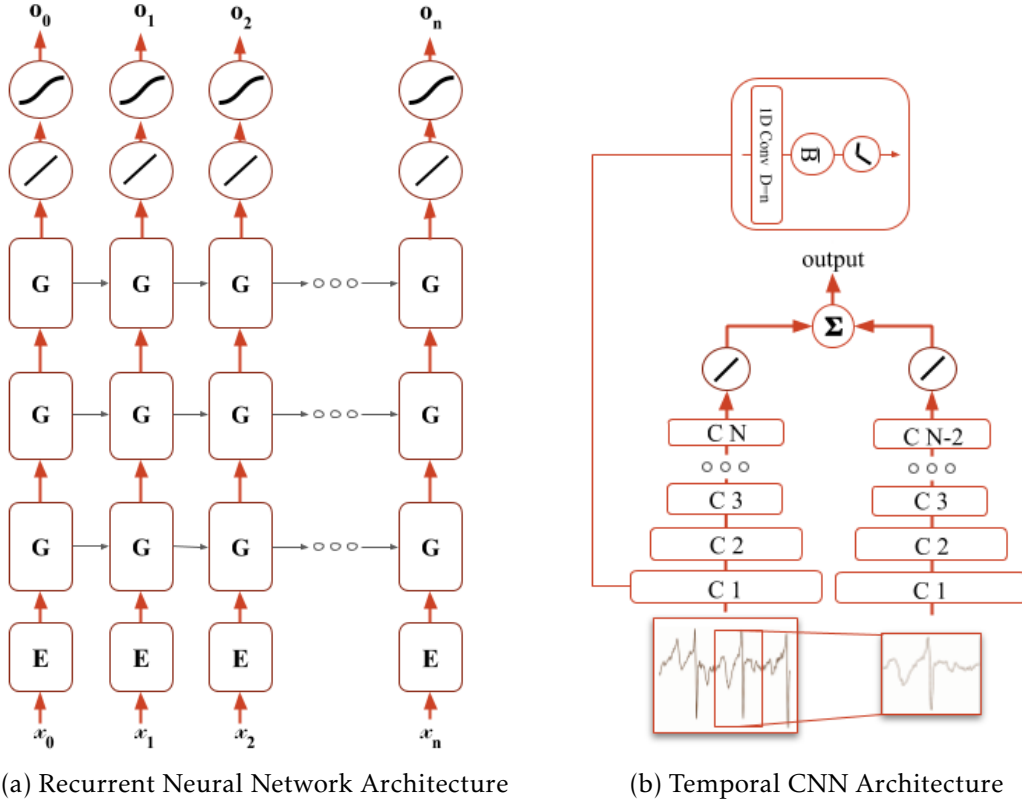 o0 o1 o2 on
G G G G
G G G G
G G G G
E E E E
x0 x1 x2 xn
(a) Recurrent Neural Network Architecture
1D Conv D=n
B
output
Σ
C N
C 3
C 2
C 1
C N-2
C 3
C 2
C 1
(b) Temporal CNN Architecture